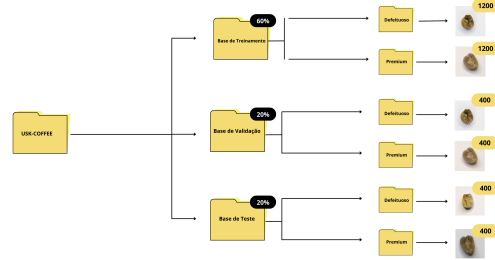 USK-COFFEE
60%
Base de Treinamento
Defeituoso
1200
Premium
1200
20%
Base de Validação
Defeituoso
400
Premium
400
20%
Base de Teste
Defeituoso
400
Premium
400